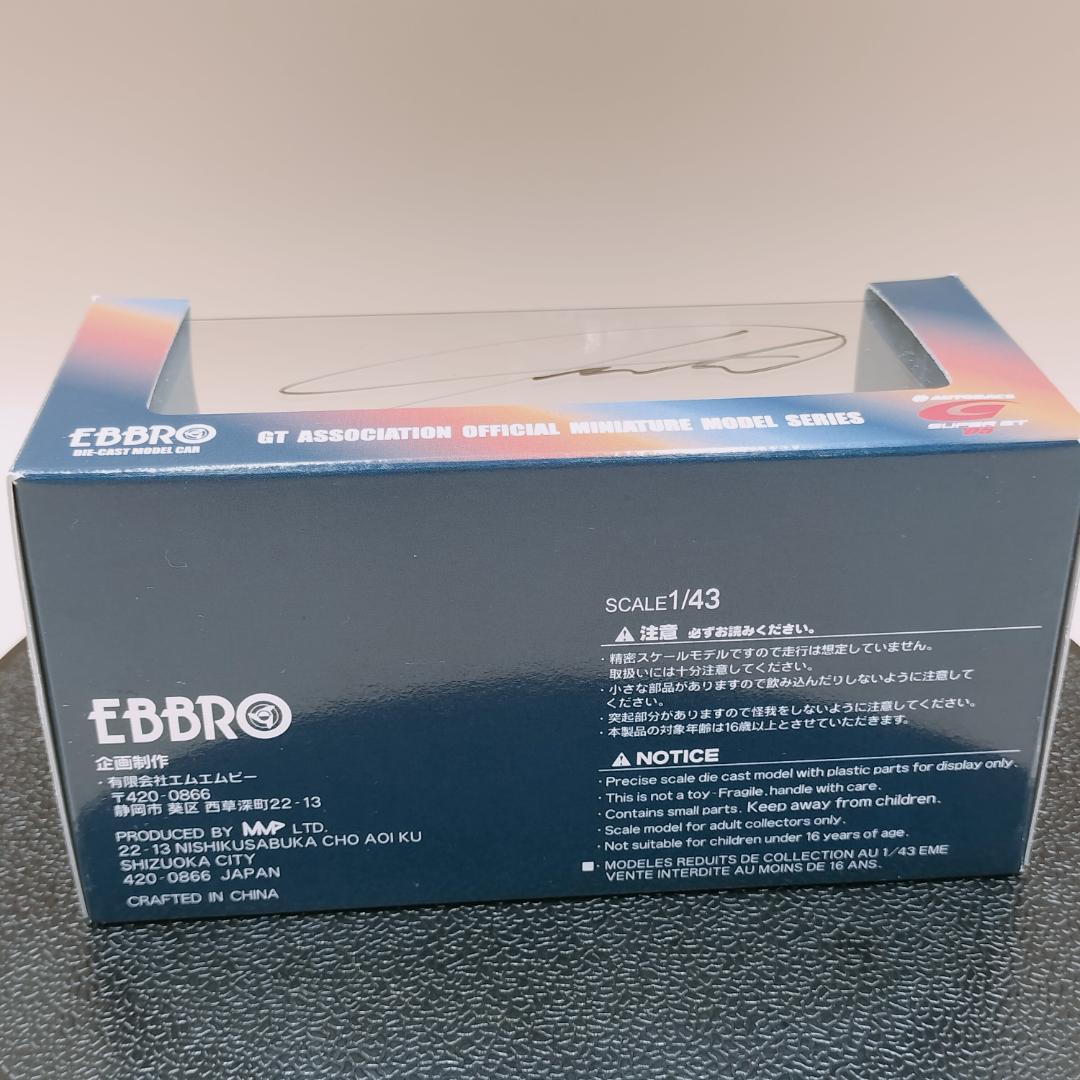 EBBRO
DIE-CAST MODEL CAR
GT ASSOCIATION OFFICIAL MINIATURE MODEL SERIES
AUTOBACS
SUPER GT
SCALE1/43
注意 必ずお読みください。
・精密スケールモデルですので走行は想定していません。
取扱いには十分注意してください。
・小さな部品がありますので飲み込んだりしないように注意して
ください。
・突起部分がありますので怪我をしないように注意してください。
・本製品の対象年齢は16歳以上とさせていただきます。
NOTICE
・Precise scale die cast model with plastic parts for display only.
・This is not a toy - Fragile. handle with care.
・Contains small parts. Keep away from children.
・Scale model for adult collectors only.
・Not suitable for children under 16 years of age.
・MODELES REDUITS DE COLLECTION AU 1/43 EME
VENTE INTERDITE AU MOINS DE 16 ANS.
EBBRO
企画制作
・有限会社エムエムピー
〒420-0866
静岡市 葵区 西草深町22-13
PRODUCED BY MMP LTD.
22-13 NISHIKUSABUKA CHO AOI KU
SHIZUOKA CITY
420-0866 JAPAN
CRAFTED IN CHINA